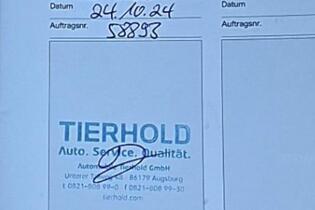 Datum 24.10.24 Datum
Auftragsnr. 58893 Auftragsnr.
TIERHOLD
Auto. Service. Qualität.
Tierhold GmbH
86179 Augsburg
t 0821-808 99-0 f 0821-808 99-30
tierhold.com